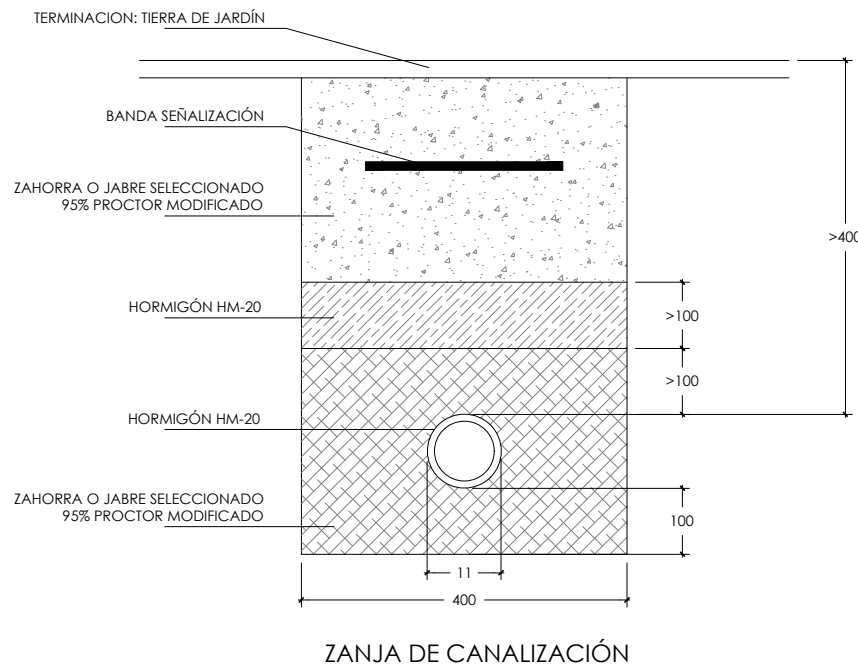 TERMINACION: TIERRA DE JARDÍN
BANDA SEÑALIZACIÓN
ZAHORRA O JABRE SELECCIONADO
95% PROCTOR MODIFICADO
>400
HORMIGÓN HM-20
>100
>100
HORMIGÓN HM-20
ZAHORRA O JABRE SELECCIONADO
95% PROCTOR MODIFICADO
100
11
400
ZANJA DE CANALIZACIÓN